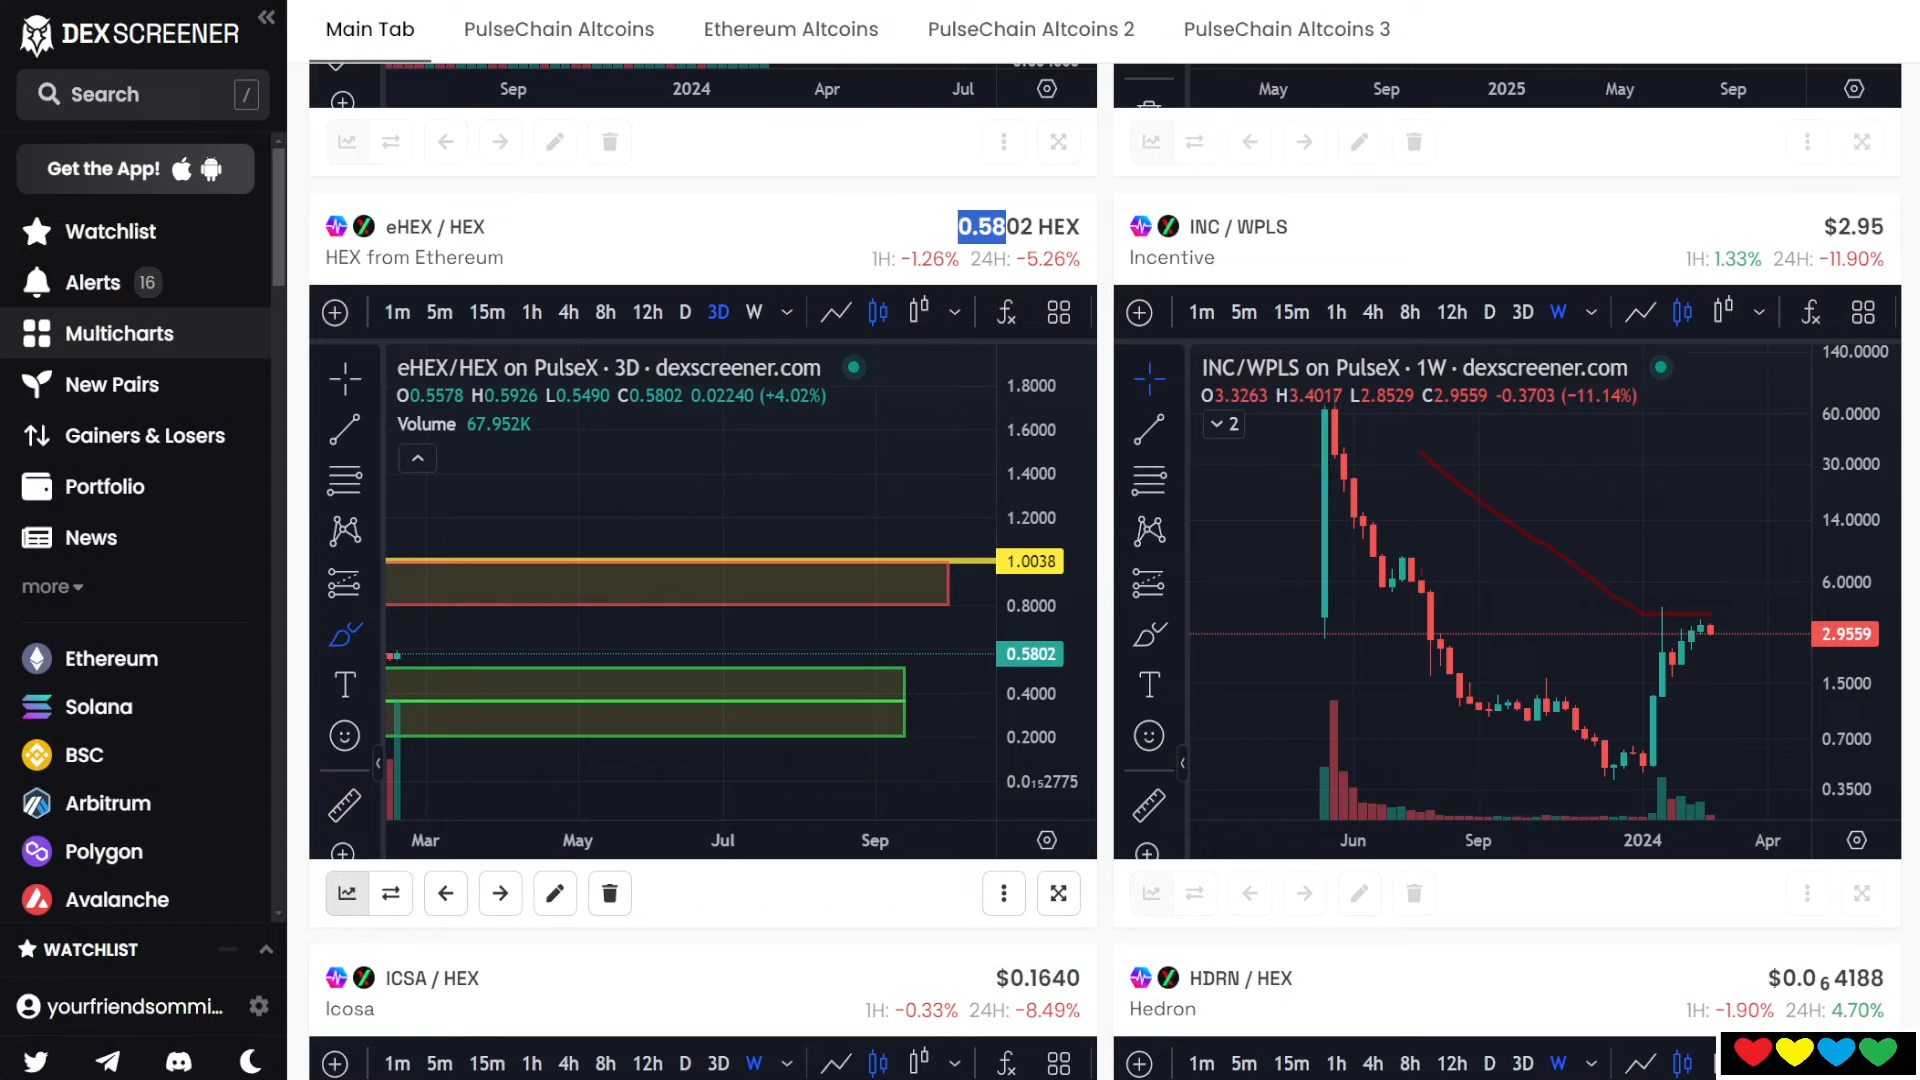 DEX SCREENER
Search /
Get the App!
Watchlist
Alerts 16
Multicharts
New Pairs
Gainers & Losers
Portfolio
News
more
Ethereum
Solana
BSC
Arbitrum
Polygon
Avalanche
WATCHLIST
yourfriendsommi...
Main Tab PulseChain Altcoins Ethereum Altcoins PulseChain Altcoins 2 PulseChain Altcoins 3
Sep 2024 Apr Jul
May Sep 2025 May Sep
eHEX / HEX 0.5802 HEX
HEX from Ethereum 1H: -1.26% 24H: -5.26%
1m 5m 15m 1h 4h 8h 12h D 3D W
eHEX/HEX on PulseX · 3D · dexscreener.com
O0.5578 H0.5926 L0.5490 C0.5802 0.02240 (+4.02%)
Volume 67.952K
1.8000
1.6000
1.4000
1.2000
1.0038
0.8000
0.5802
0.4000
0.2000
0.0₁₅2775
Mar May Jul Sep
INC / WPLS $2.95
Incentive 1H: 1.33% 24H: -11.90%
1m 5m 15m 1h 4h 8h 12h D 3D W
INC/WPLS on PulseX · 1W · dexscreener.com
O3.3263 H3.4017 L2.8529 C2.9559 -0.3703 (-11.14%)
2
140.0000
60.0000
30.0000
14.0000
6.0000
2.9559
1.5000
0.7000
0.3500
Jun Sep 2024 Apr
ICSA / HEX $0.1640
Icosa 1H: -0.33% 24H: -8.49%
1m 5m 15m 1h 4h 8h 12h D 3D W
HDRN / HEX $0.0₆4188
Hedron 1H: -1.90% 24H: 4.70%
1m 5m 15m 1h 4h 8h 12h D 3D W